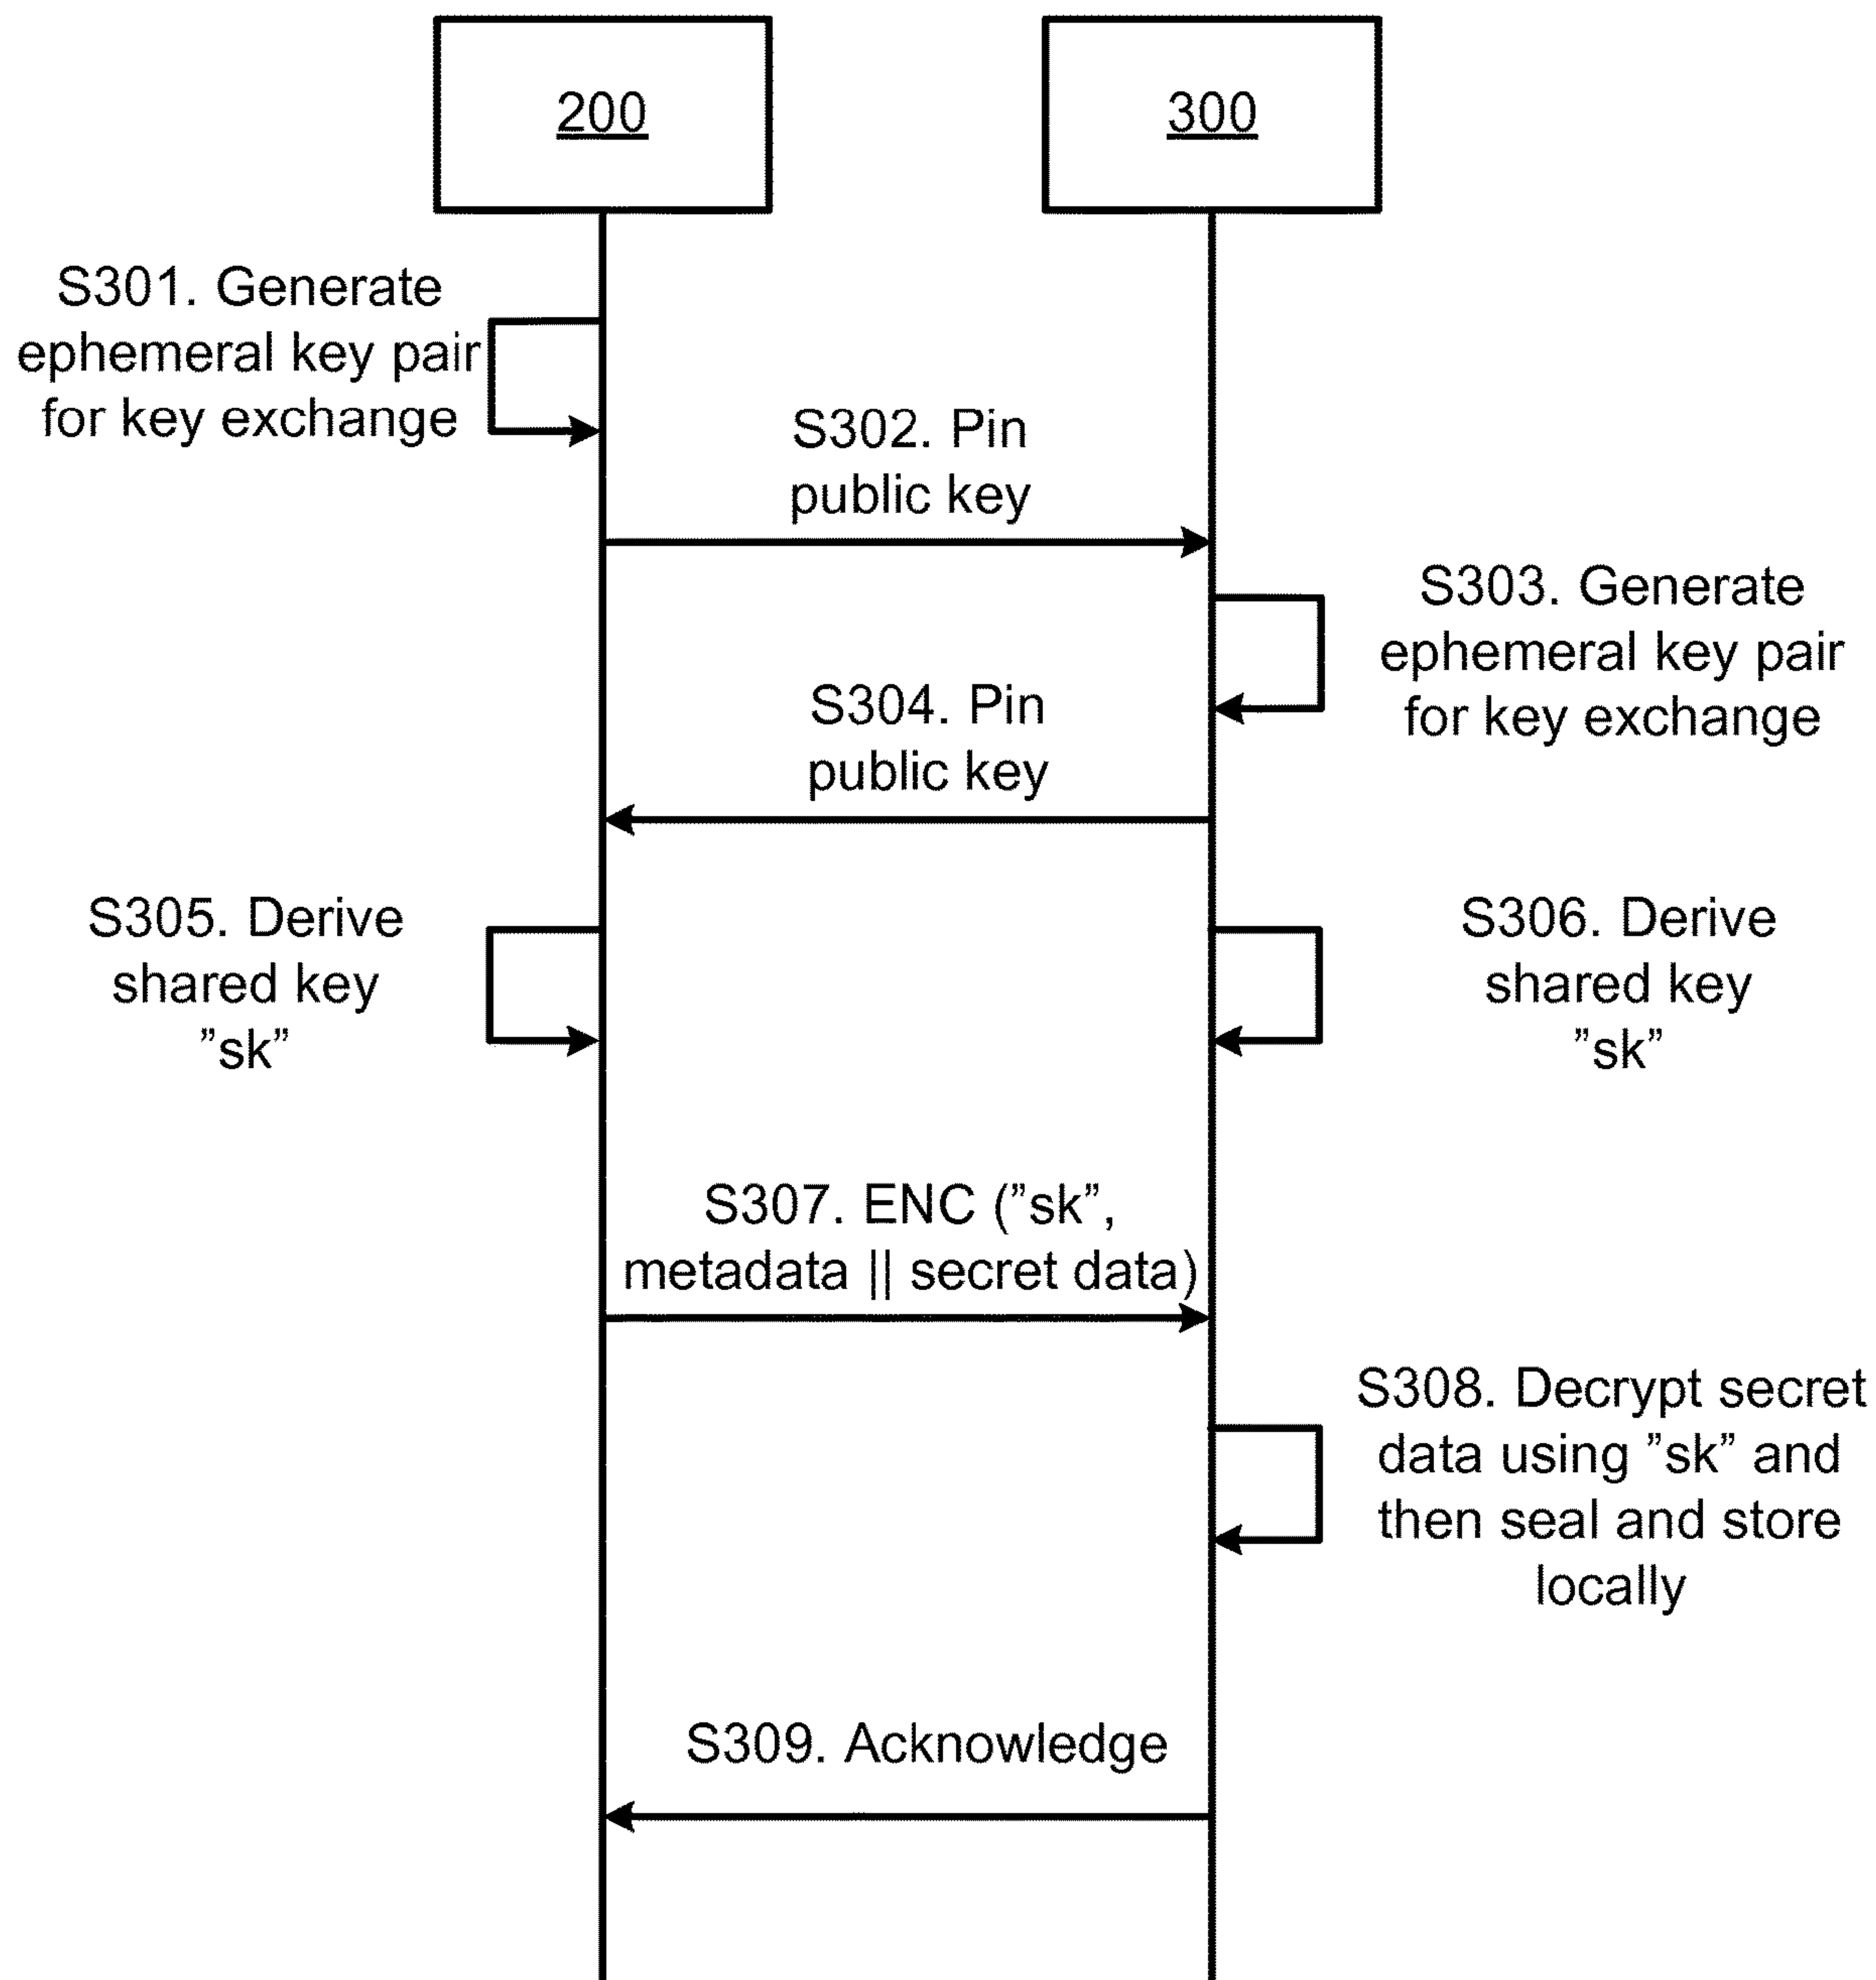 200
300
S301. Generate
ephemeral key pair
for key exchange
S302. Pin
public key
S303. Generate
ephemeral key pair
for key exchange
S304. Pin
public key
S305. Derive
shared key
”sk”
S306. Derive
shared key
”sk”
S307. ENC (”sk”,
metadata || secret data)
S308. Decrypt secret
data using ”sk” and
then seal and store
locally
S309. Acknowledge